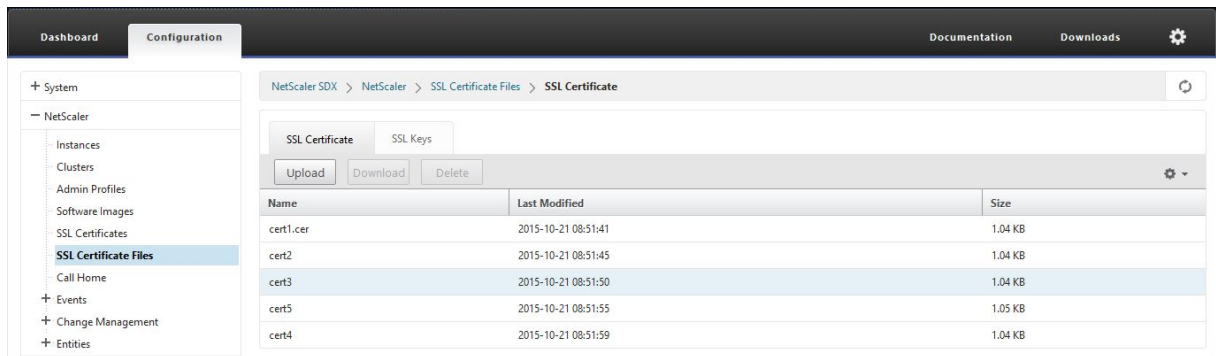 Dashboard Configuration Documentation Downloads
+ System
— NetScaler
Instances
Clusters
Admin Profiles
Software Images
SSL Certificates
SSL Certificate Files
Call Home
+ Events
+ Change Management
+ Entities
NetScaler SDX > NetScaler > SSL Certificate Files > SSL Certificate
SSL Certificate SSL Keys
Upload Download Delete
Name Last Modified Size
cert1.cer 2015-10-21 08:51:41 1.04 KB
cert2 2015-10-21 08:51:45 1.04 KB
cert3 2015-10-21 08:51:50 1.04 KB
cert5 2015-10-21 08:51:55 1.05 KB
cert4 2015-10-21 08:51:59 1.04 KB